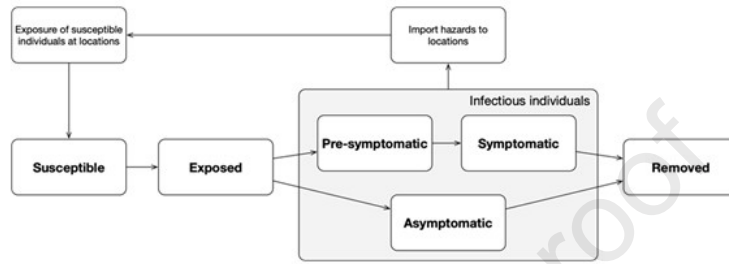 Exposure of susceptible
individuals at locations
Import hazards to
locations
Infectious individuals
Pre-symptomatic
Symptomatic
Susceptible
Exposed
Removed
Asymptomatic
roof